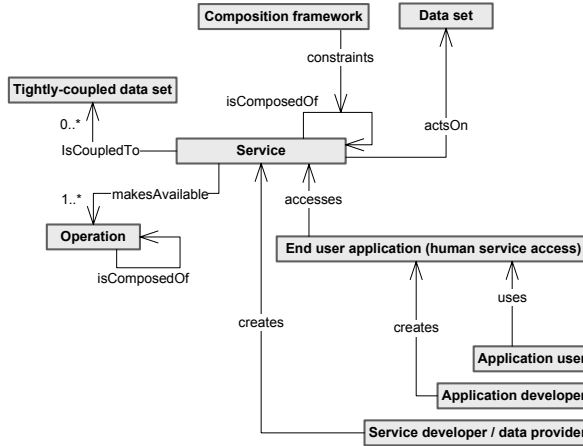 Composition framework
Data set
constraints
Tightly-coupled data set
isComposedOf
0..*
actsOn
IsCoupledTo
Service
makesAvailable
accesses
1..*
Operation
End user application (human service access)
isComposedOf
uses
creates
creates
Application user
Application developer
Service developer / data provider